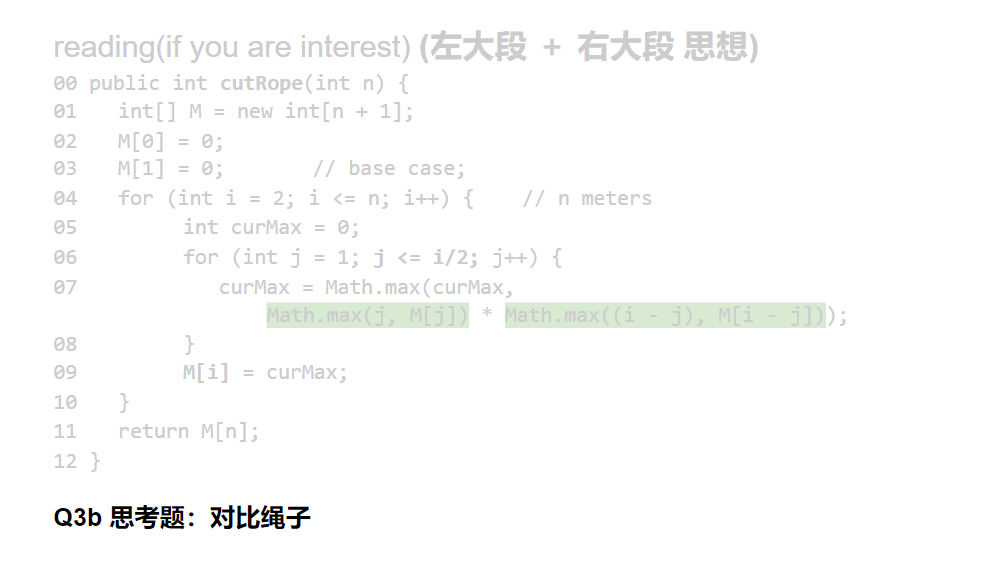 reading(if you are interest) (左大段 + 右大段 思想)
00 public int cutRope(int n) {
01 int[] M = new int[n + 1];
02 M[0] = 0;
03 M[1] = 0; // base case;
04 for (int i = 2; i <= n; i++) { // n meters
05 int curMax = 0;
06 for (int j = 1; j <= i/2; j++) {
07 curMax = Math.max(curMax,
Math.max(j, M[j]) * Math.max((i - j), M[i - j]));
08 }
09 M[i] = curMax;
10 }
11 return M[n];
12 }
Q3b 思考题：对比绳子